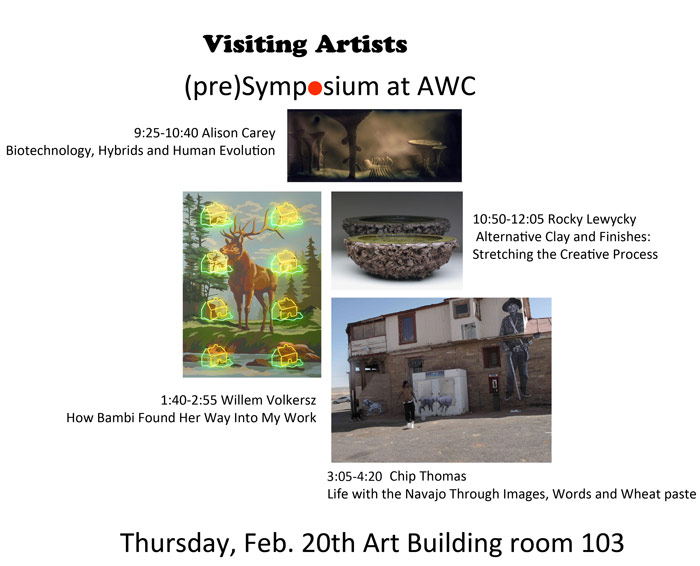 Visiting Artists
(pre)Symposium at AWC
9:25-10:40 Alison Carey
Biotechnology, Hybrids and Human Evolution
10:50-12:05 Rocky Lewycky
Alternative Clay and Finishes:
Stretching the Creative Process
1:40-2:55 Willem Volkersz
How Bambi Found Her Way Into My Work
3:05-4:20 Chip Thomas
Life with the Navajo Through Images, Words and Wheat paste
Thursday, Feb. 20th Art Building room 103